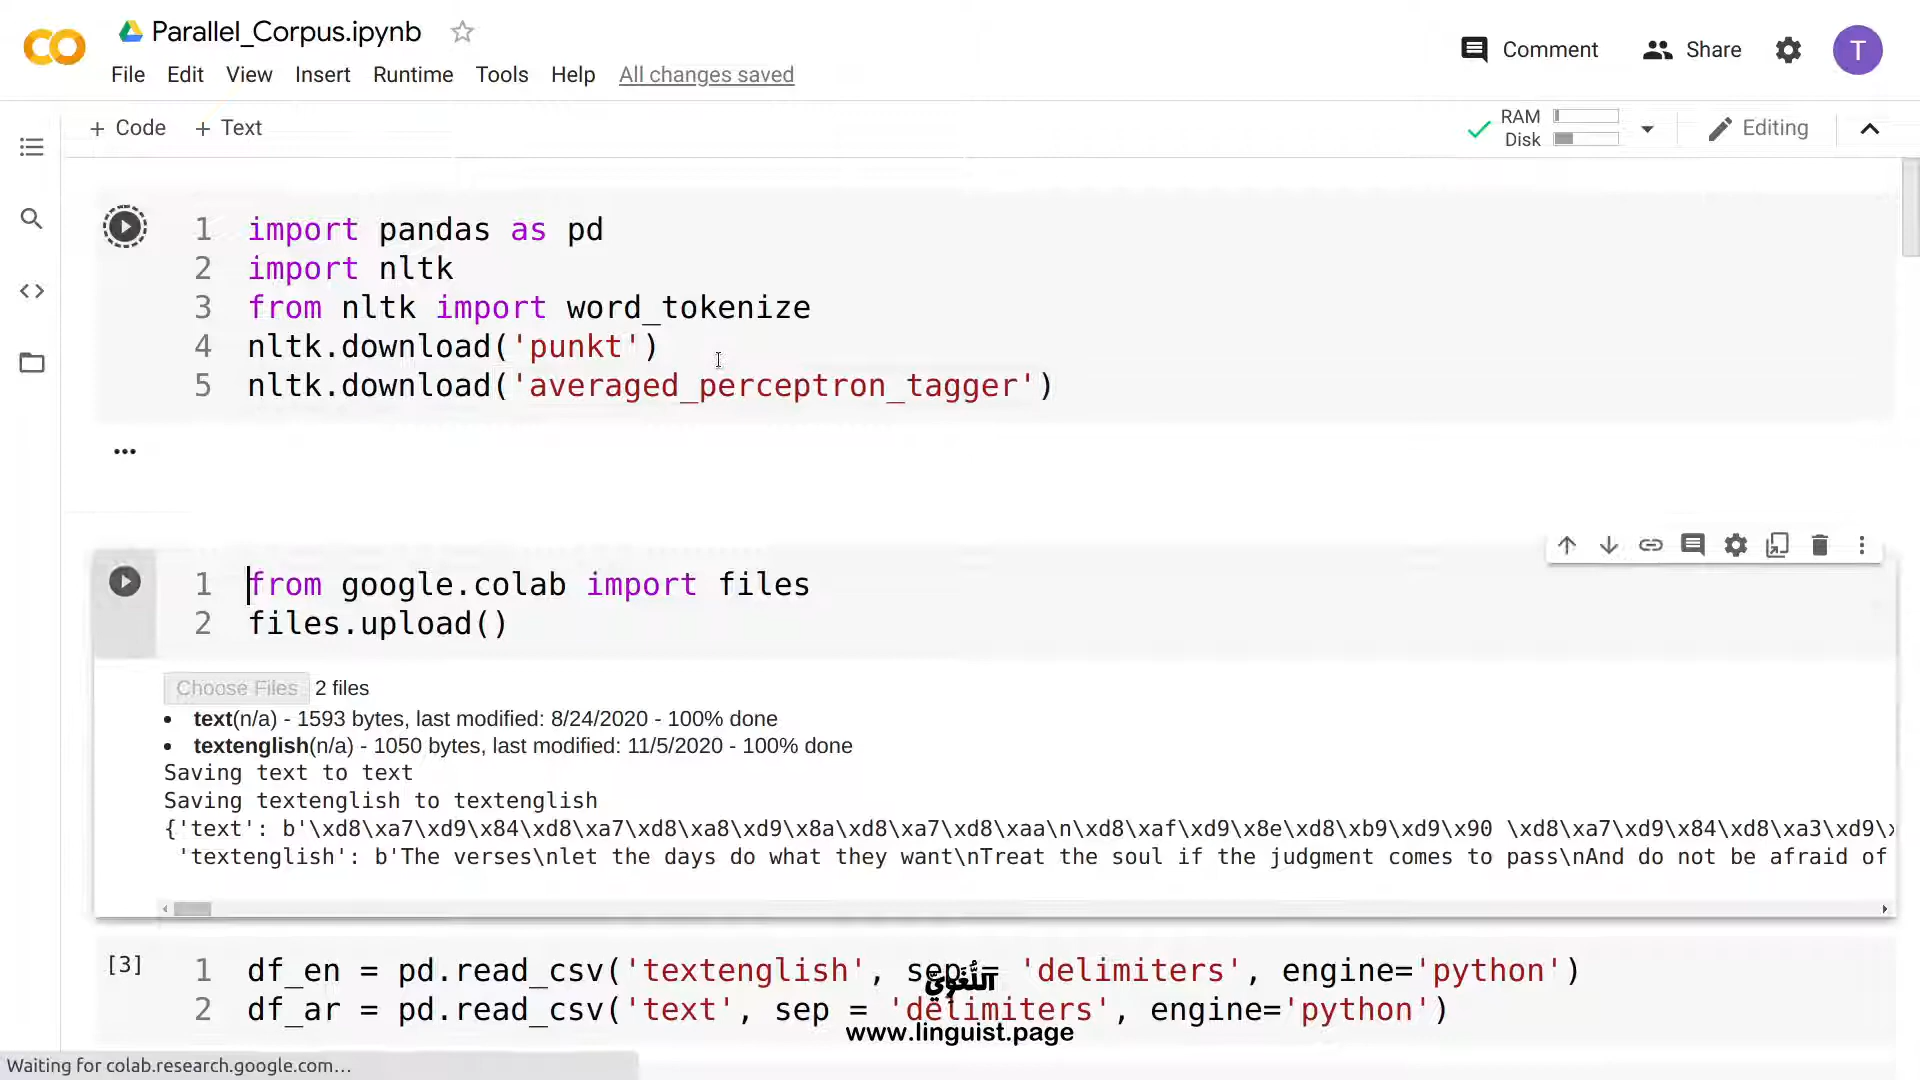 Parallel_Corpus.ipynb
File Edit View Insert Runtime Tools Help All changes saved
Comment Share T
+ Code + Text
RAM
Disk
Editing
1 import pandas as pd
2 import nltk
3 from nltk import word_tokenize
4 nltk.download('punkt')
5 nltk.download('averaged_perceptron_tagger')
1 from google.colab import files
2 files.upload()
Choose Files 2 files
text(n/a) - 1593 bytes, last modified: 8/24/2020 - 100% done
textenglish(n/a) - 1050 bytes, last modified: 11/5/2020 - 100% done
Saving text to text
Saving textenglish to textenglish
{'text': b'\xd8\xa7\xd9\x84\xd8\xa7\xd8\xa8\xd9\x8a\xd8\xa7\xd8\xaa\n\xd8\xaf\xd9\x8e\xd8\xb9\xd9\x90 \xd8\xa7\xd9\x84\xd8\xa3\xd9\x
'textenglish': b'The verses\nlet the days do what they want\nTreat the soul if the judgment comes to pass\nAnd do not be afraid of
[3] 1 df_en = pd.read_csv('textenglish', sep = 'delimiters', engine='python')
2 df_ar = pd.read_csv('text', sep = 'delimiters', engine='python')
اللُّغَوِيّ
www.linguist.page
Waiting for colab.research.google.com…